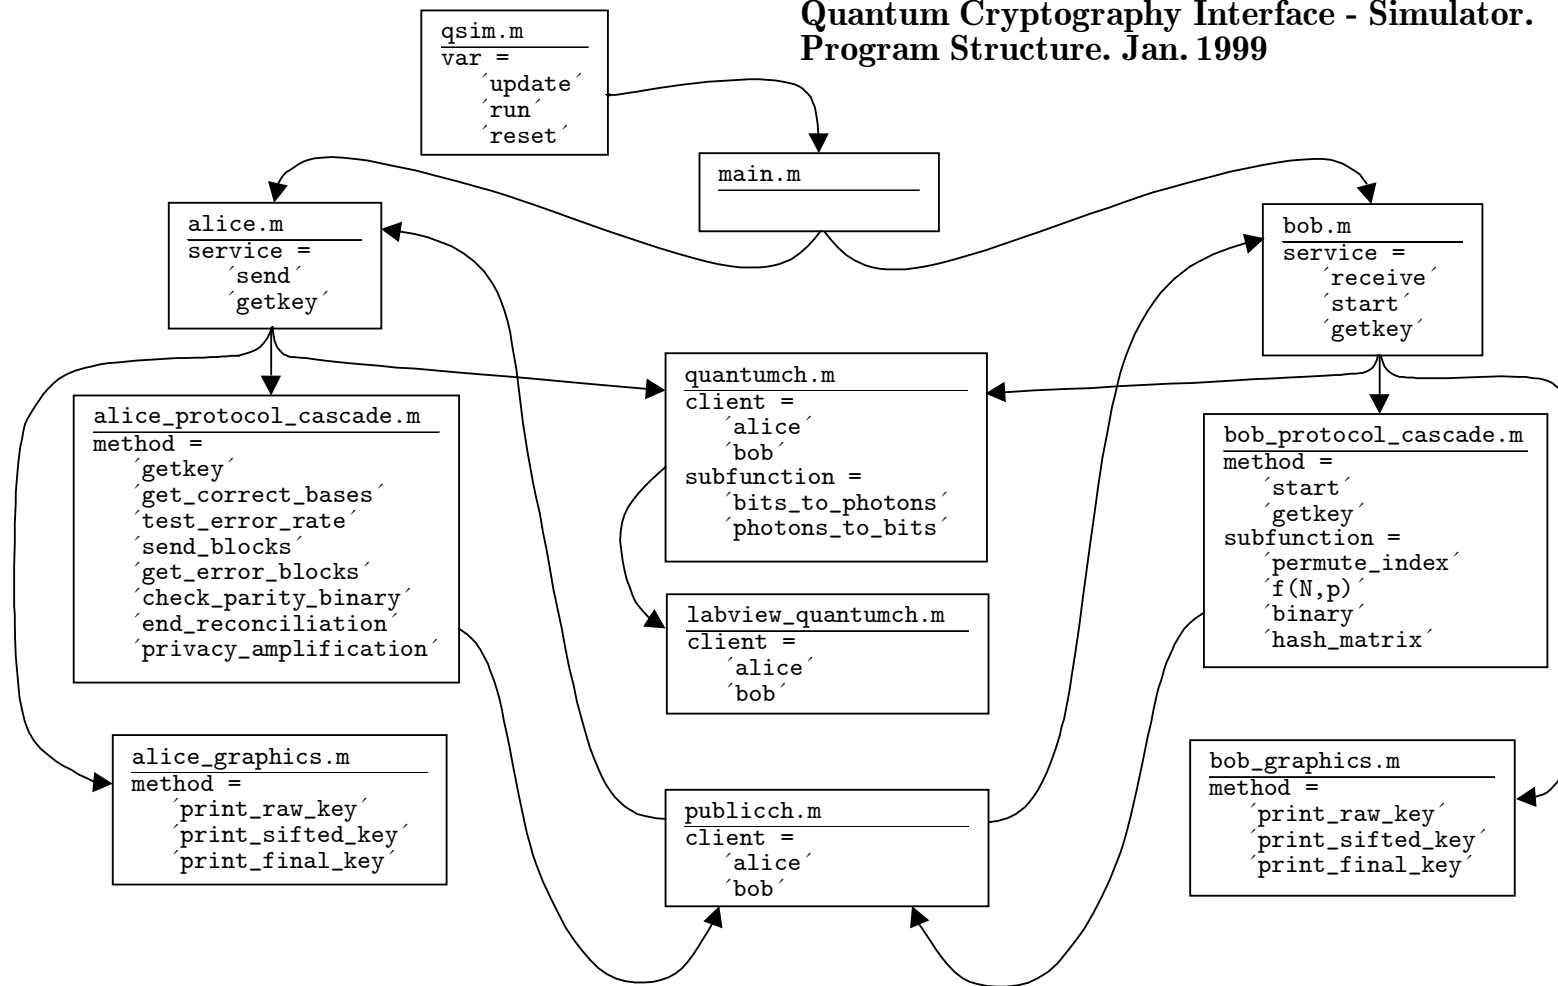 Quantum Cryptography Interface - Simulator.
Program Structure. Jan. 1999
qsim.m
var =
´update´
´run´
´reset´
main.m
alice.m
service =
´send´
´getkey´
bob.m
service =
´receive´
´start´
´getkey´
quantumch.m
client =
´alice´
´bob´
subfunction =
´bits_to_photons´
´photons_to_bits´
alice_protocol_cascade.m
method =
´getkey´
´get_correct_bases´
´test_error_rate´
´send_blocks´
´get_error_blocks´
´check_parity_binary´
´end_reconciliation´
´privacy_amplification´
bob_protocol_cascade.m
method =
´start´
´getkey´
subfunction =
´permute_index´
´f(N,p)´
´binary´
´hash_matrix´
labview_quantumch.m
client =
´alice´
´bob´
alice_graphics.m
method =
´print_raw_key´
´print_sifted_key´
´print_final_key´
publicch.m
client =
´alice´
´bob´
bob_graphics.m
method =
´print_raw_key´
´print_sifted_key´
´print_final_key´